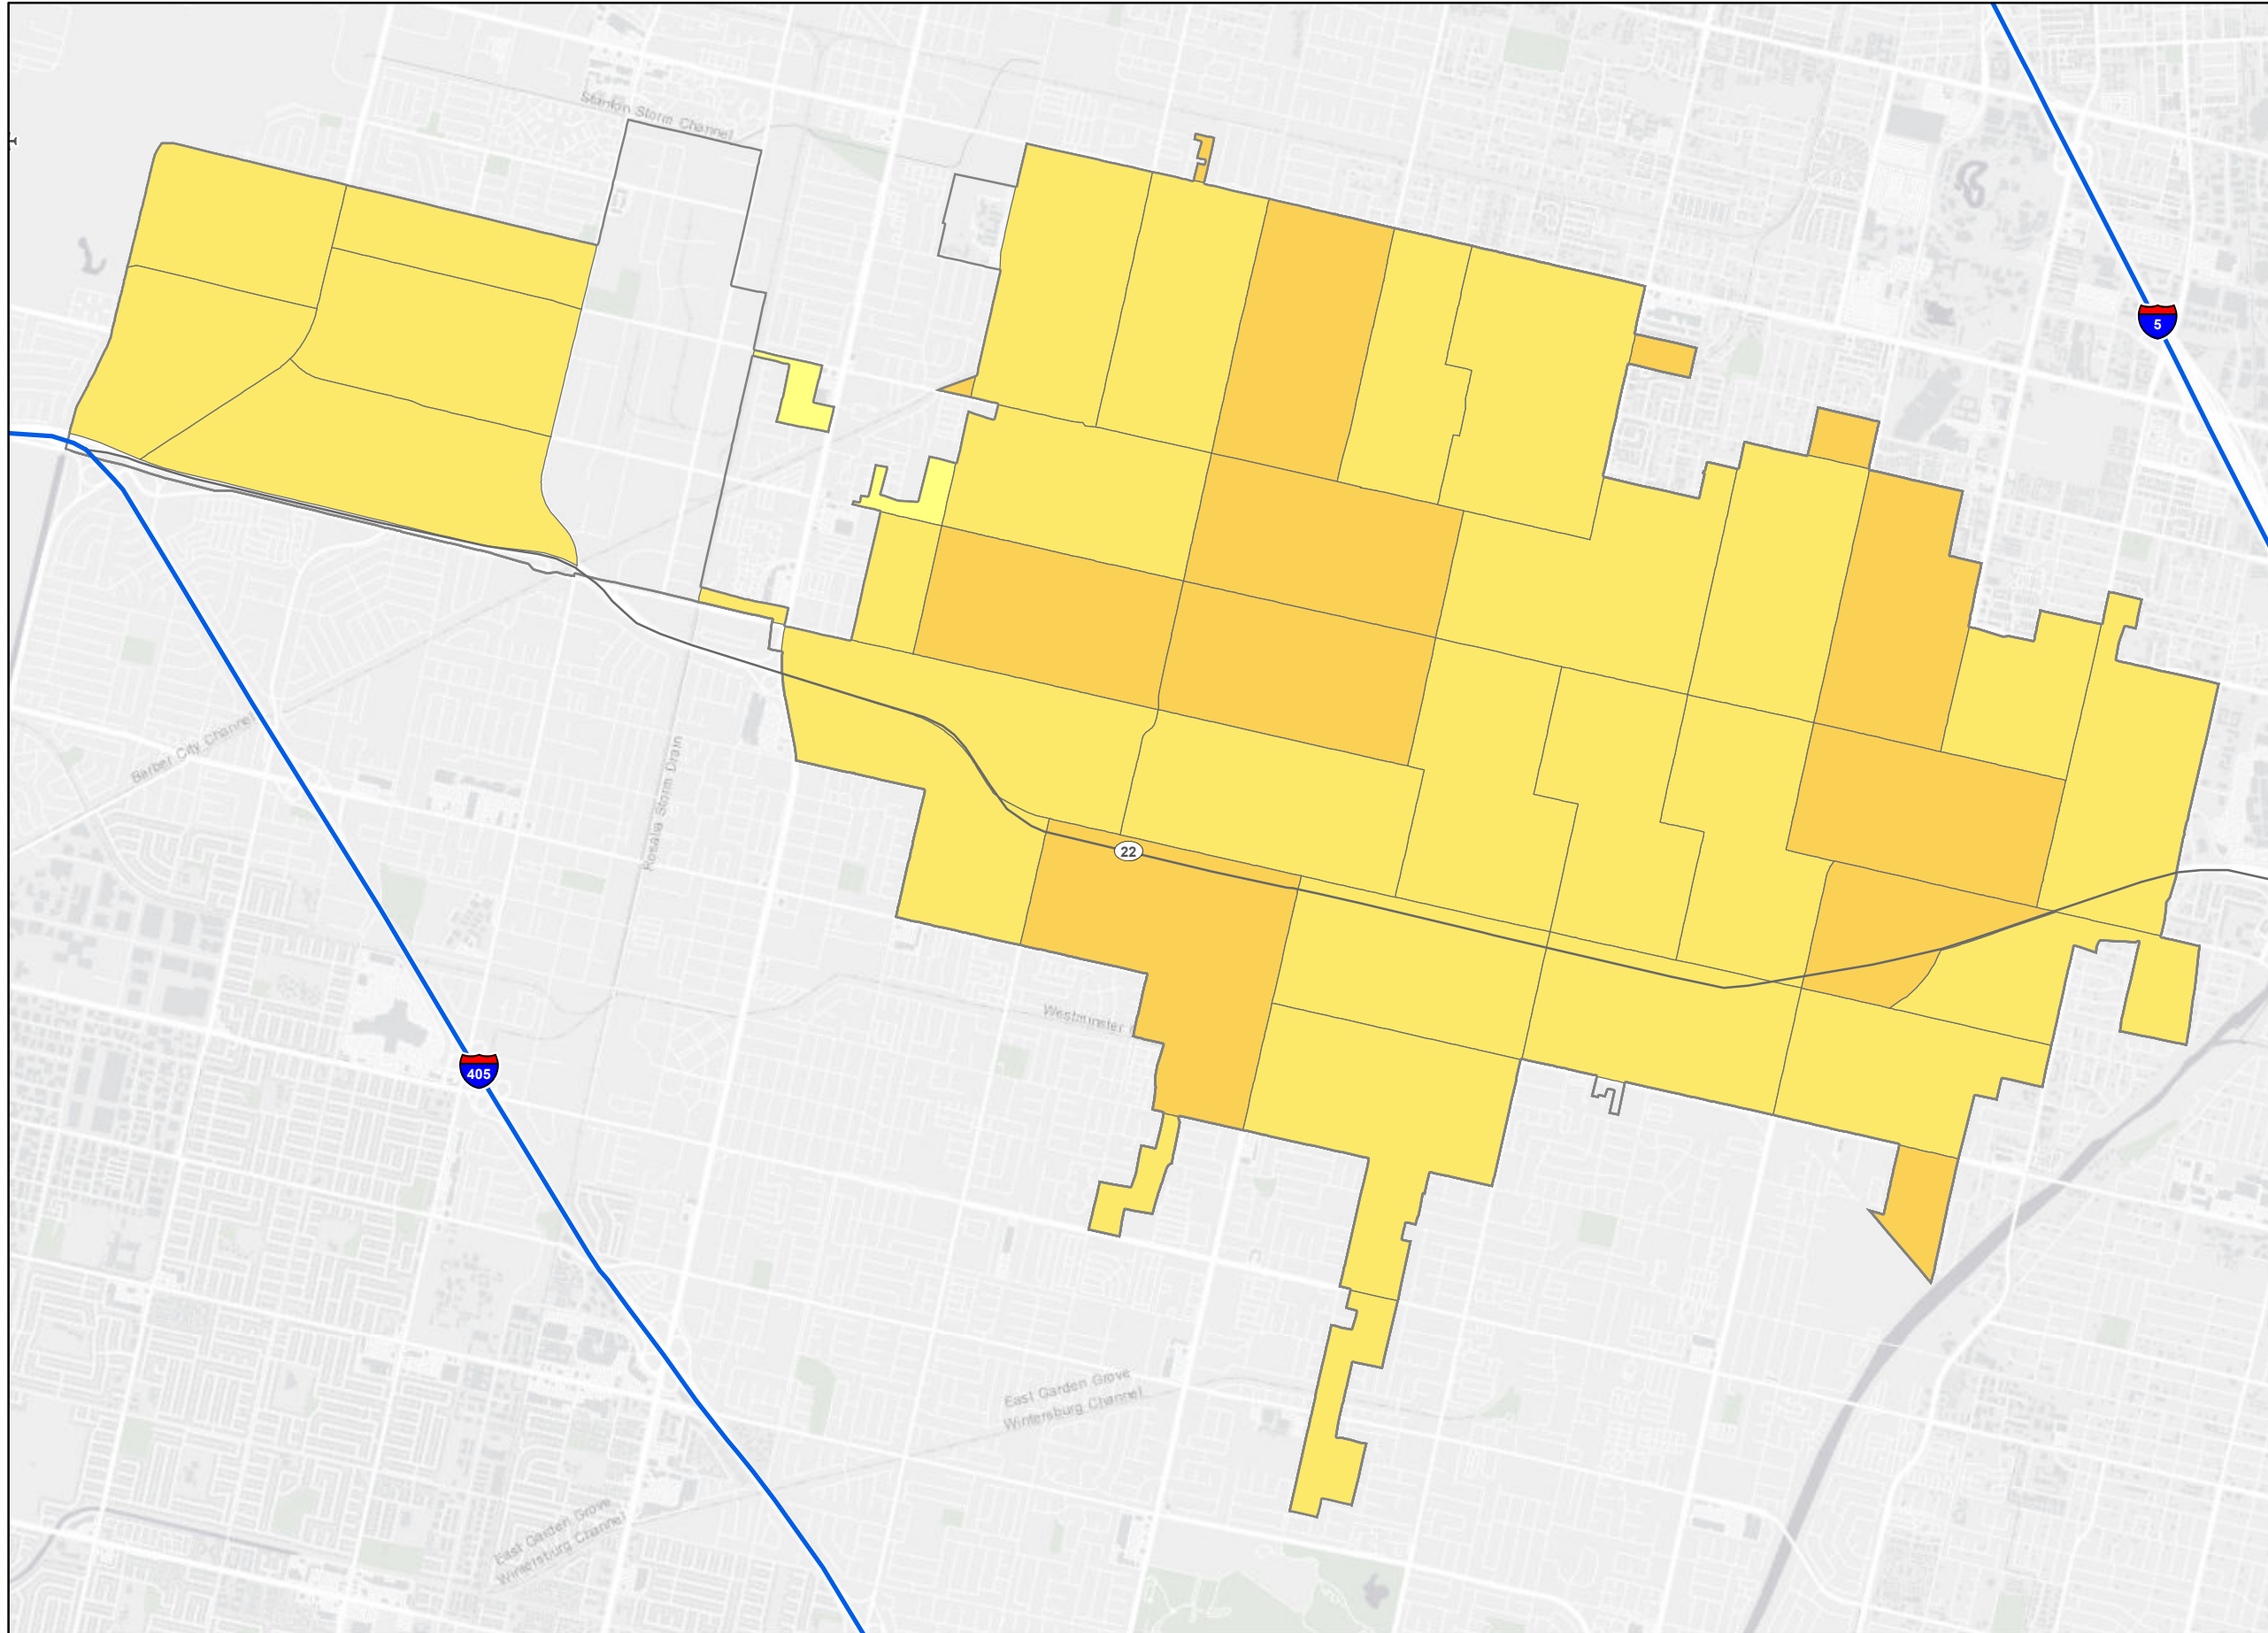 Stanton Storm Channel
5
Barber City Channel
Rosalia Storm Drain
22
Westminster
405
East Garden Grove
Wintersburg Channel
East Garden Grove
Wintersburg Channel